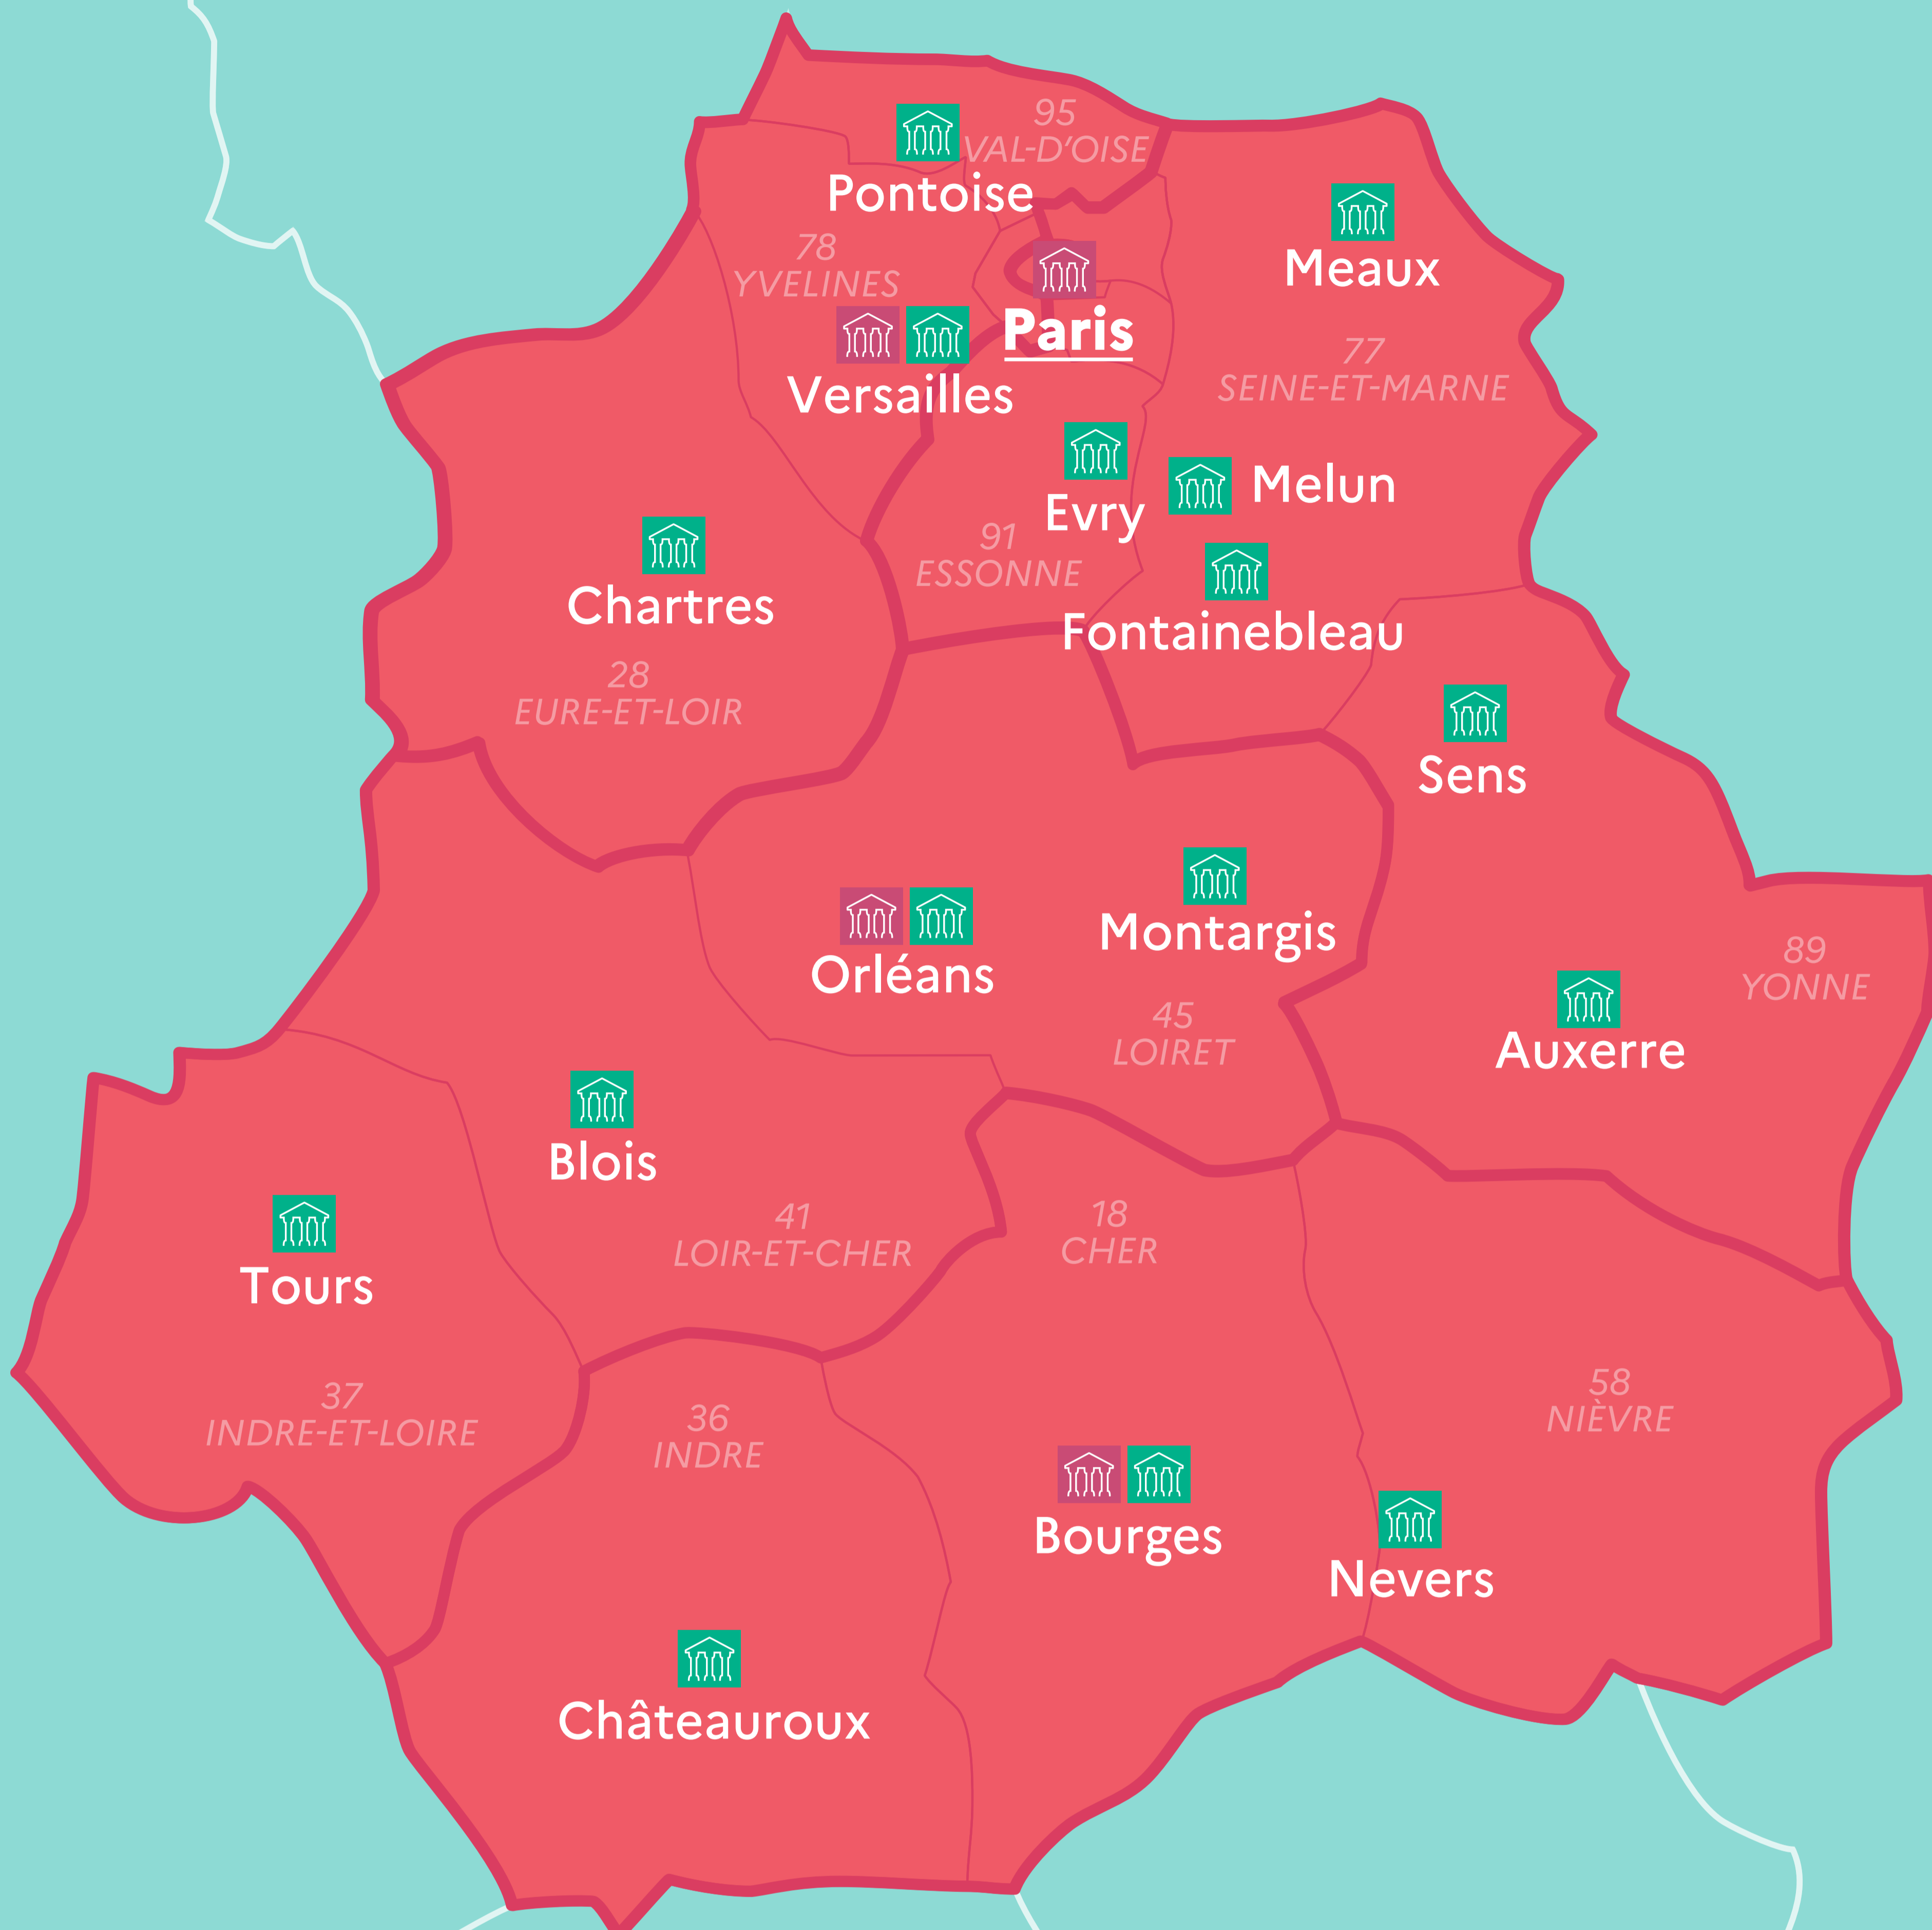 95
VAL-D'OISE
Pontoise
Meaux
78
YVELINES
Paris
Versailles
77
SEINE-ET-MARNE
Evry
Melun
91
ESSONNE
Chartres
Fontainebleau
28
EURE-ET-LOIR
Sens
Montargis
Orléans
89
YONNE
45
LOIRET
Auxerre
Blois
41
LOIR-ET-CHER
18
CHER
Tours
37
INDRE-ET-LOIRE
36
INDRE
58
NIÈVRE
Bourges
Nevers
Châteauroux